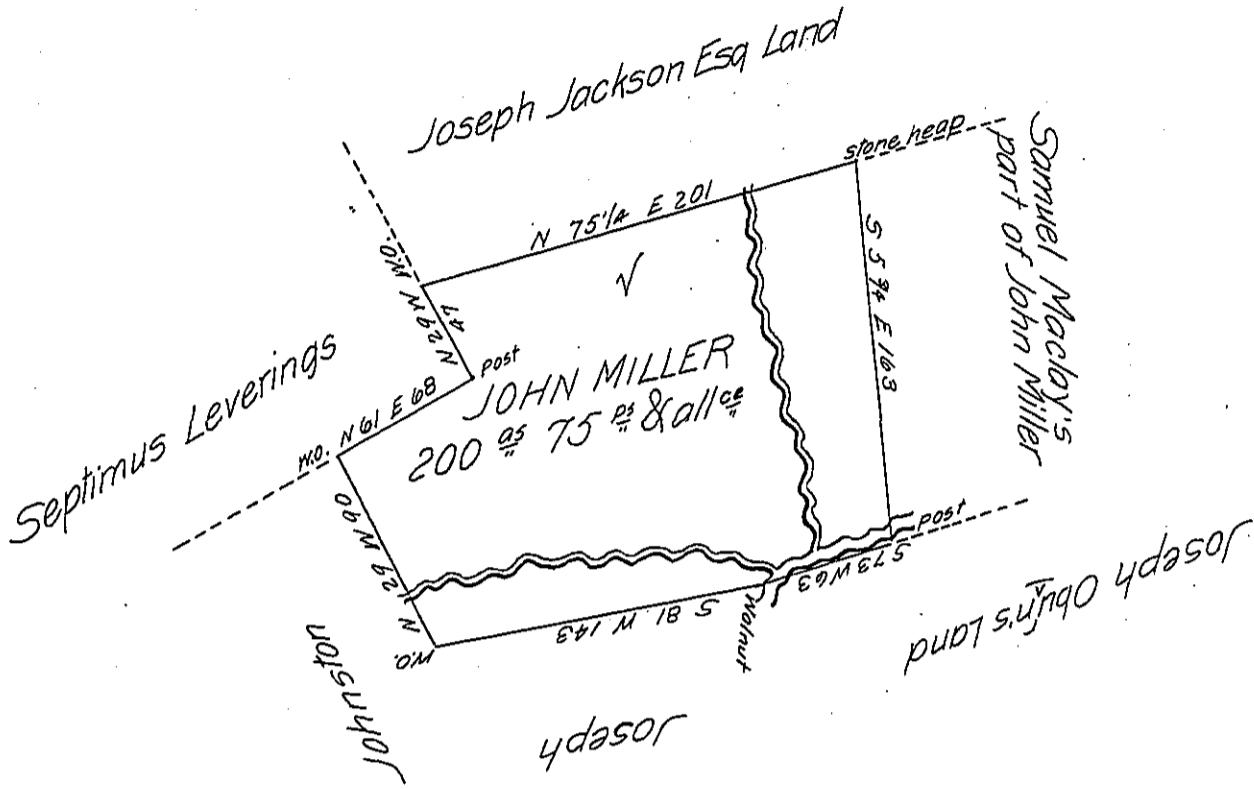 Joseph Jackson Esq Land
stone heap
Samuel Maclay's
part of John Miller
N 75 1/4 E 201
W.O.
N 29 W 47
S 5 3/4 E 163
√
Post
Septimus Leverings
N 61 E 68
W.O.
JOHN MILLER
200 as 75 ps & allce
N 29 W 90
Post
S 73 W 63
Walnut
S 81 W 143
W.O.
Joseph
Johnston
Land